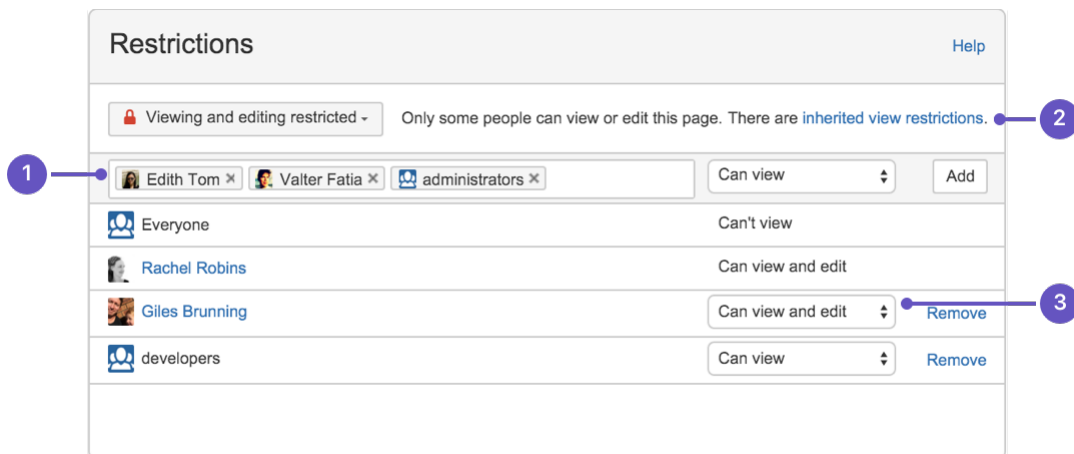 Restrictions Help
Viewing and editing restricted Only some people can view or edit this page. There are inherited view restrictions. 2
1 Edith Tom × Valter Fatia × administrators × Can view Add
Everyone Can't view
Rachel Robins Can view and edit
Giles Brunning Can view and edit Remove 3
developers Can view Remove